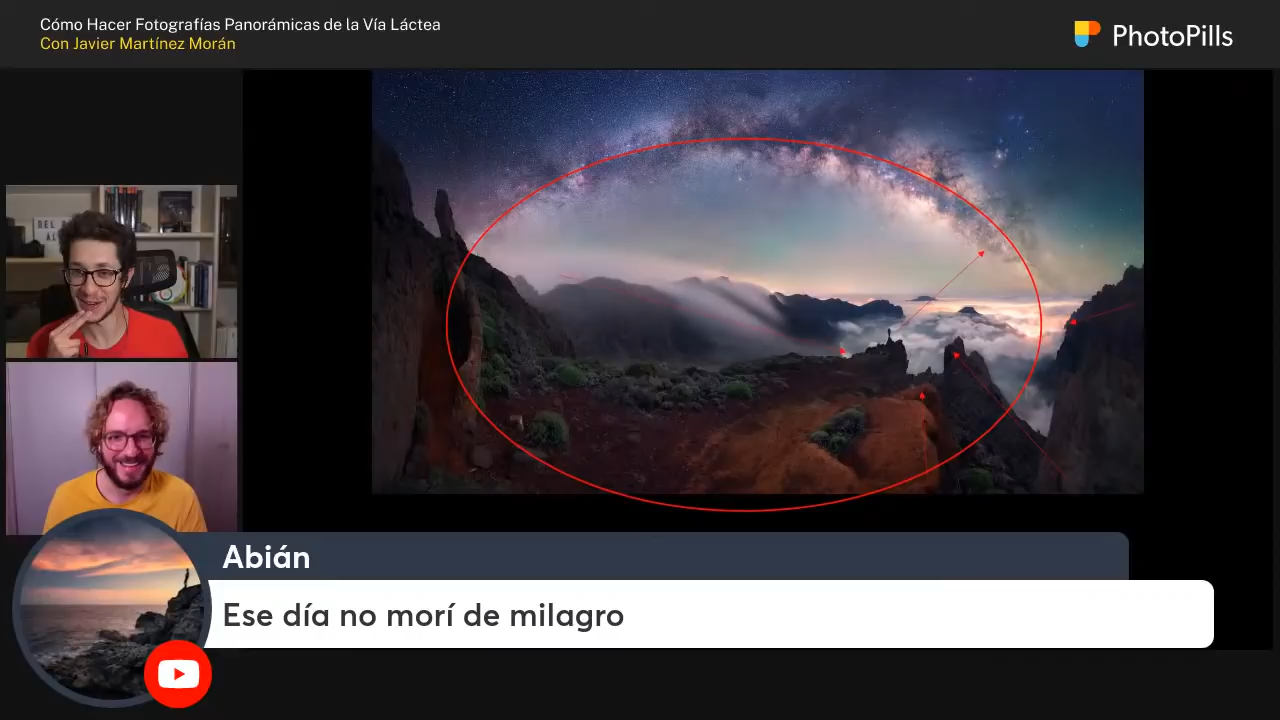 Cómo Hacer Fotografías Panorámicas de la Vía Láctea
Con Javier Martínez Morán
PhotoPills
Abián
Ese día no morí de milagro